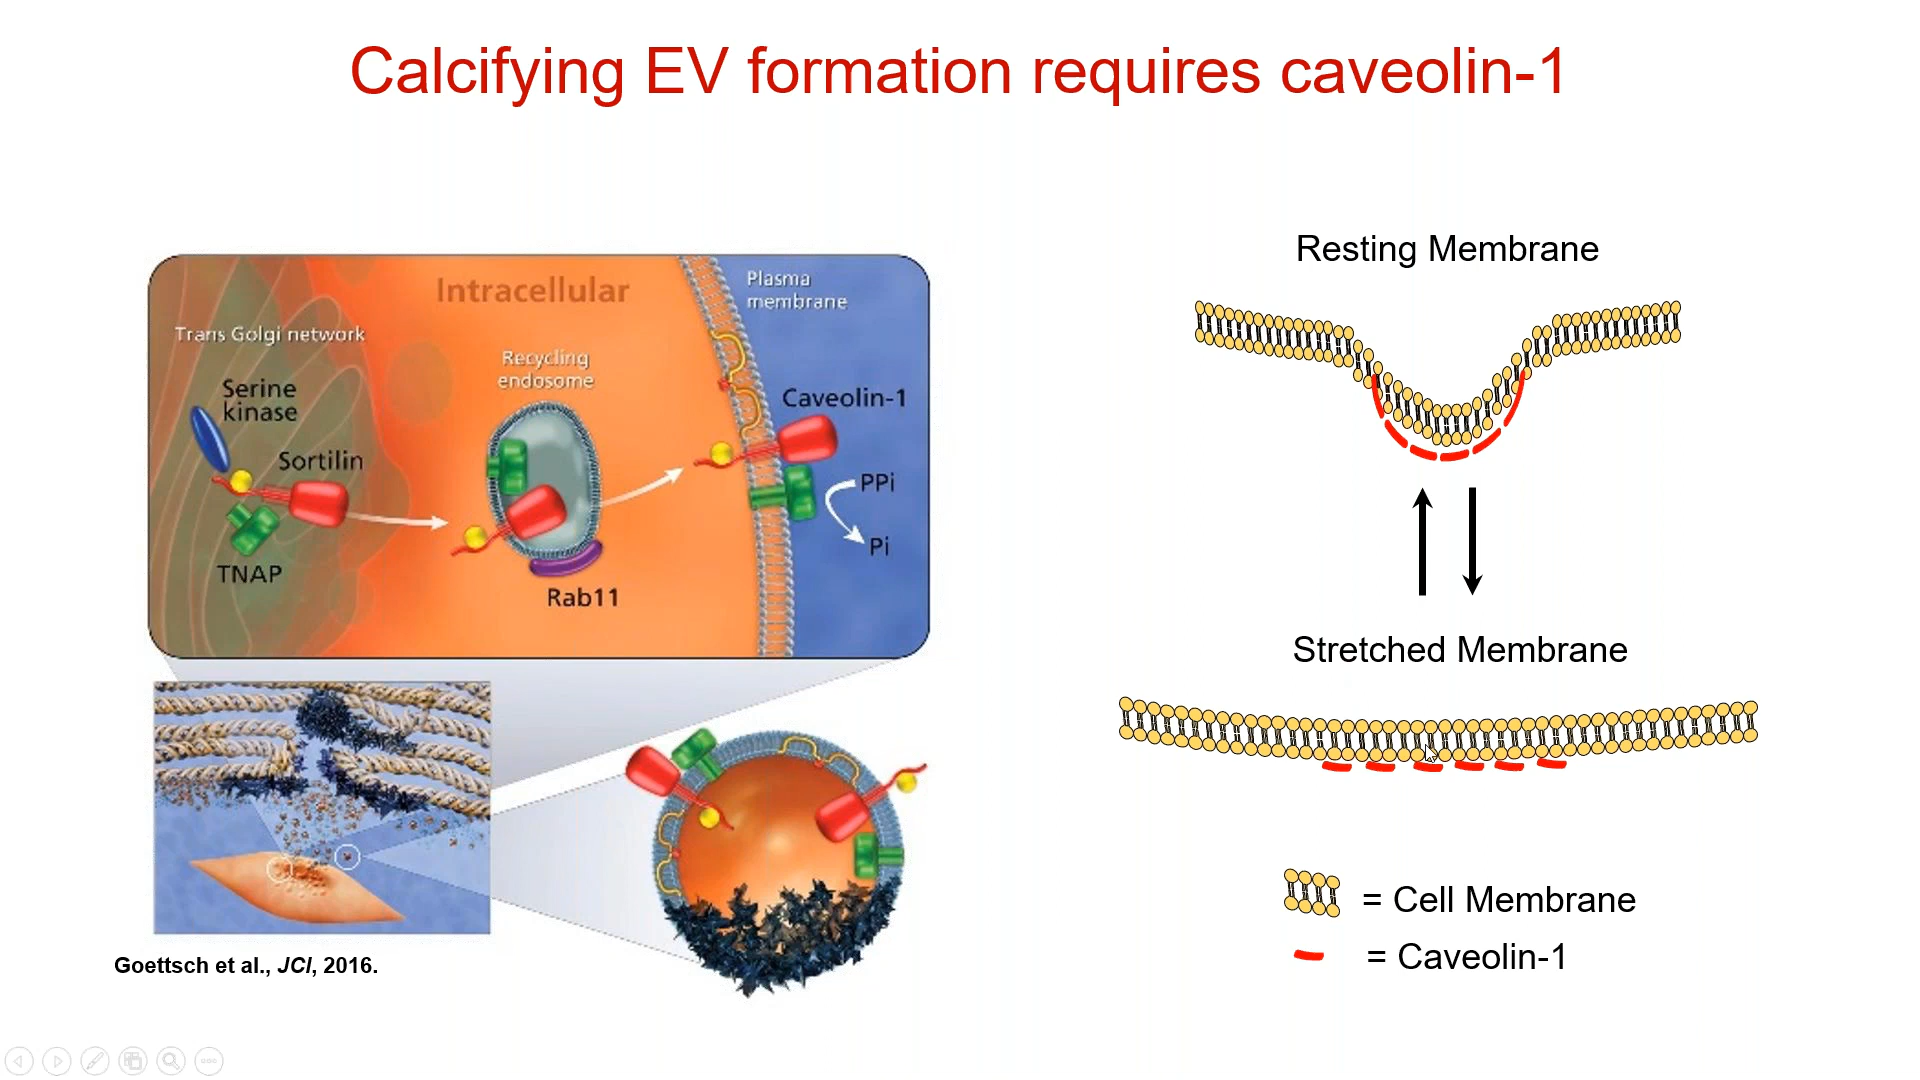 Calcifying EV formation requires caveolin-1
Intracellular
Plasma
membrane
Trans Golgi network
Recycling
endosome
Serine
kinase
Caveolin-1
Sortilin
PPi
Pi
TNAP
Rab11
Goettsch et al., JCI, 2016.
Resting Membrane
Stretched Membrane
= Cell Membrane
= Caveolin-1